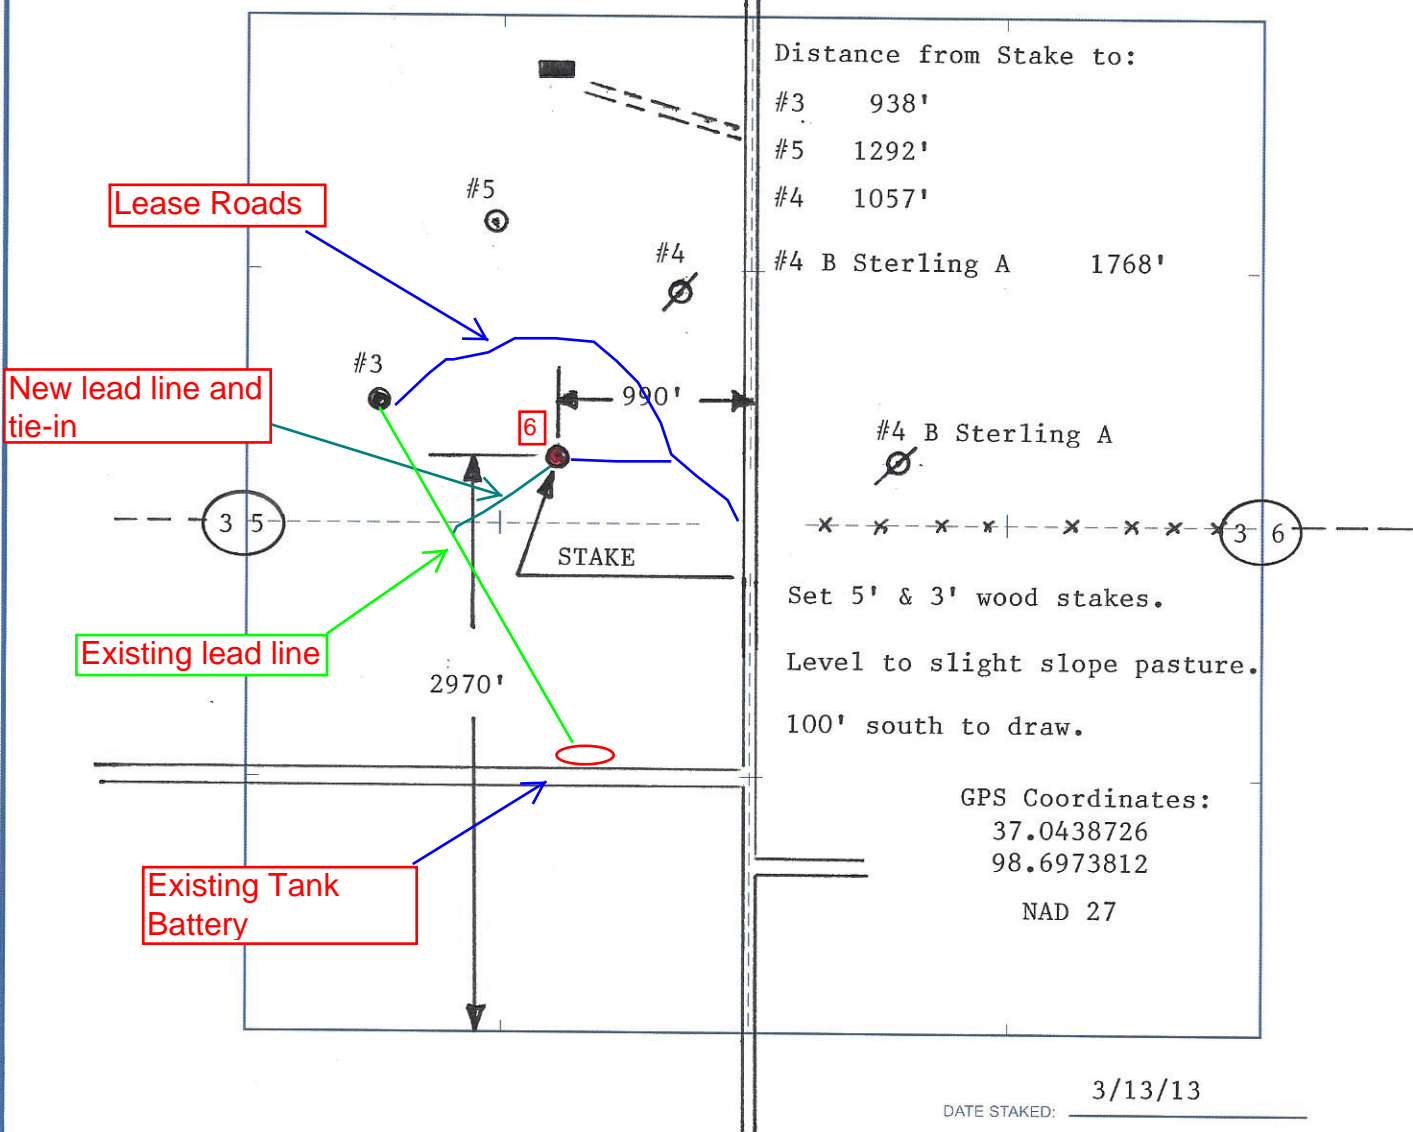 Distance from Stake to:
#3 938'
#5 1292'
#4 1057'
#4 B Sterling A 1768'
#5
Lease Roads
#4
#3
New lead line and
tie-in
990'
6
#4 B Sterling A
3 5
3 6
STAKE
Set 5' & 3' wood stakes.
Existing lead line
Level to slight slope pasture.
2970'
100' south to draw.
GPS Coordinates:
37.0438726
98.6973812
NAD 27
Existing Tank
Battery
3/13/13
DATE STAKED: